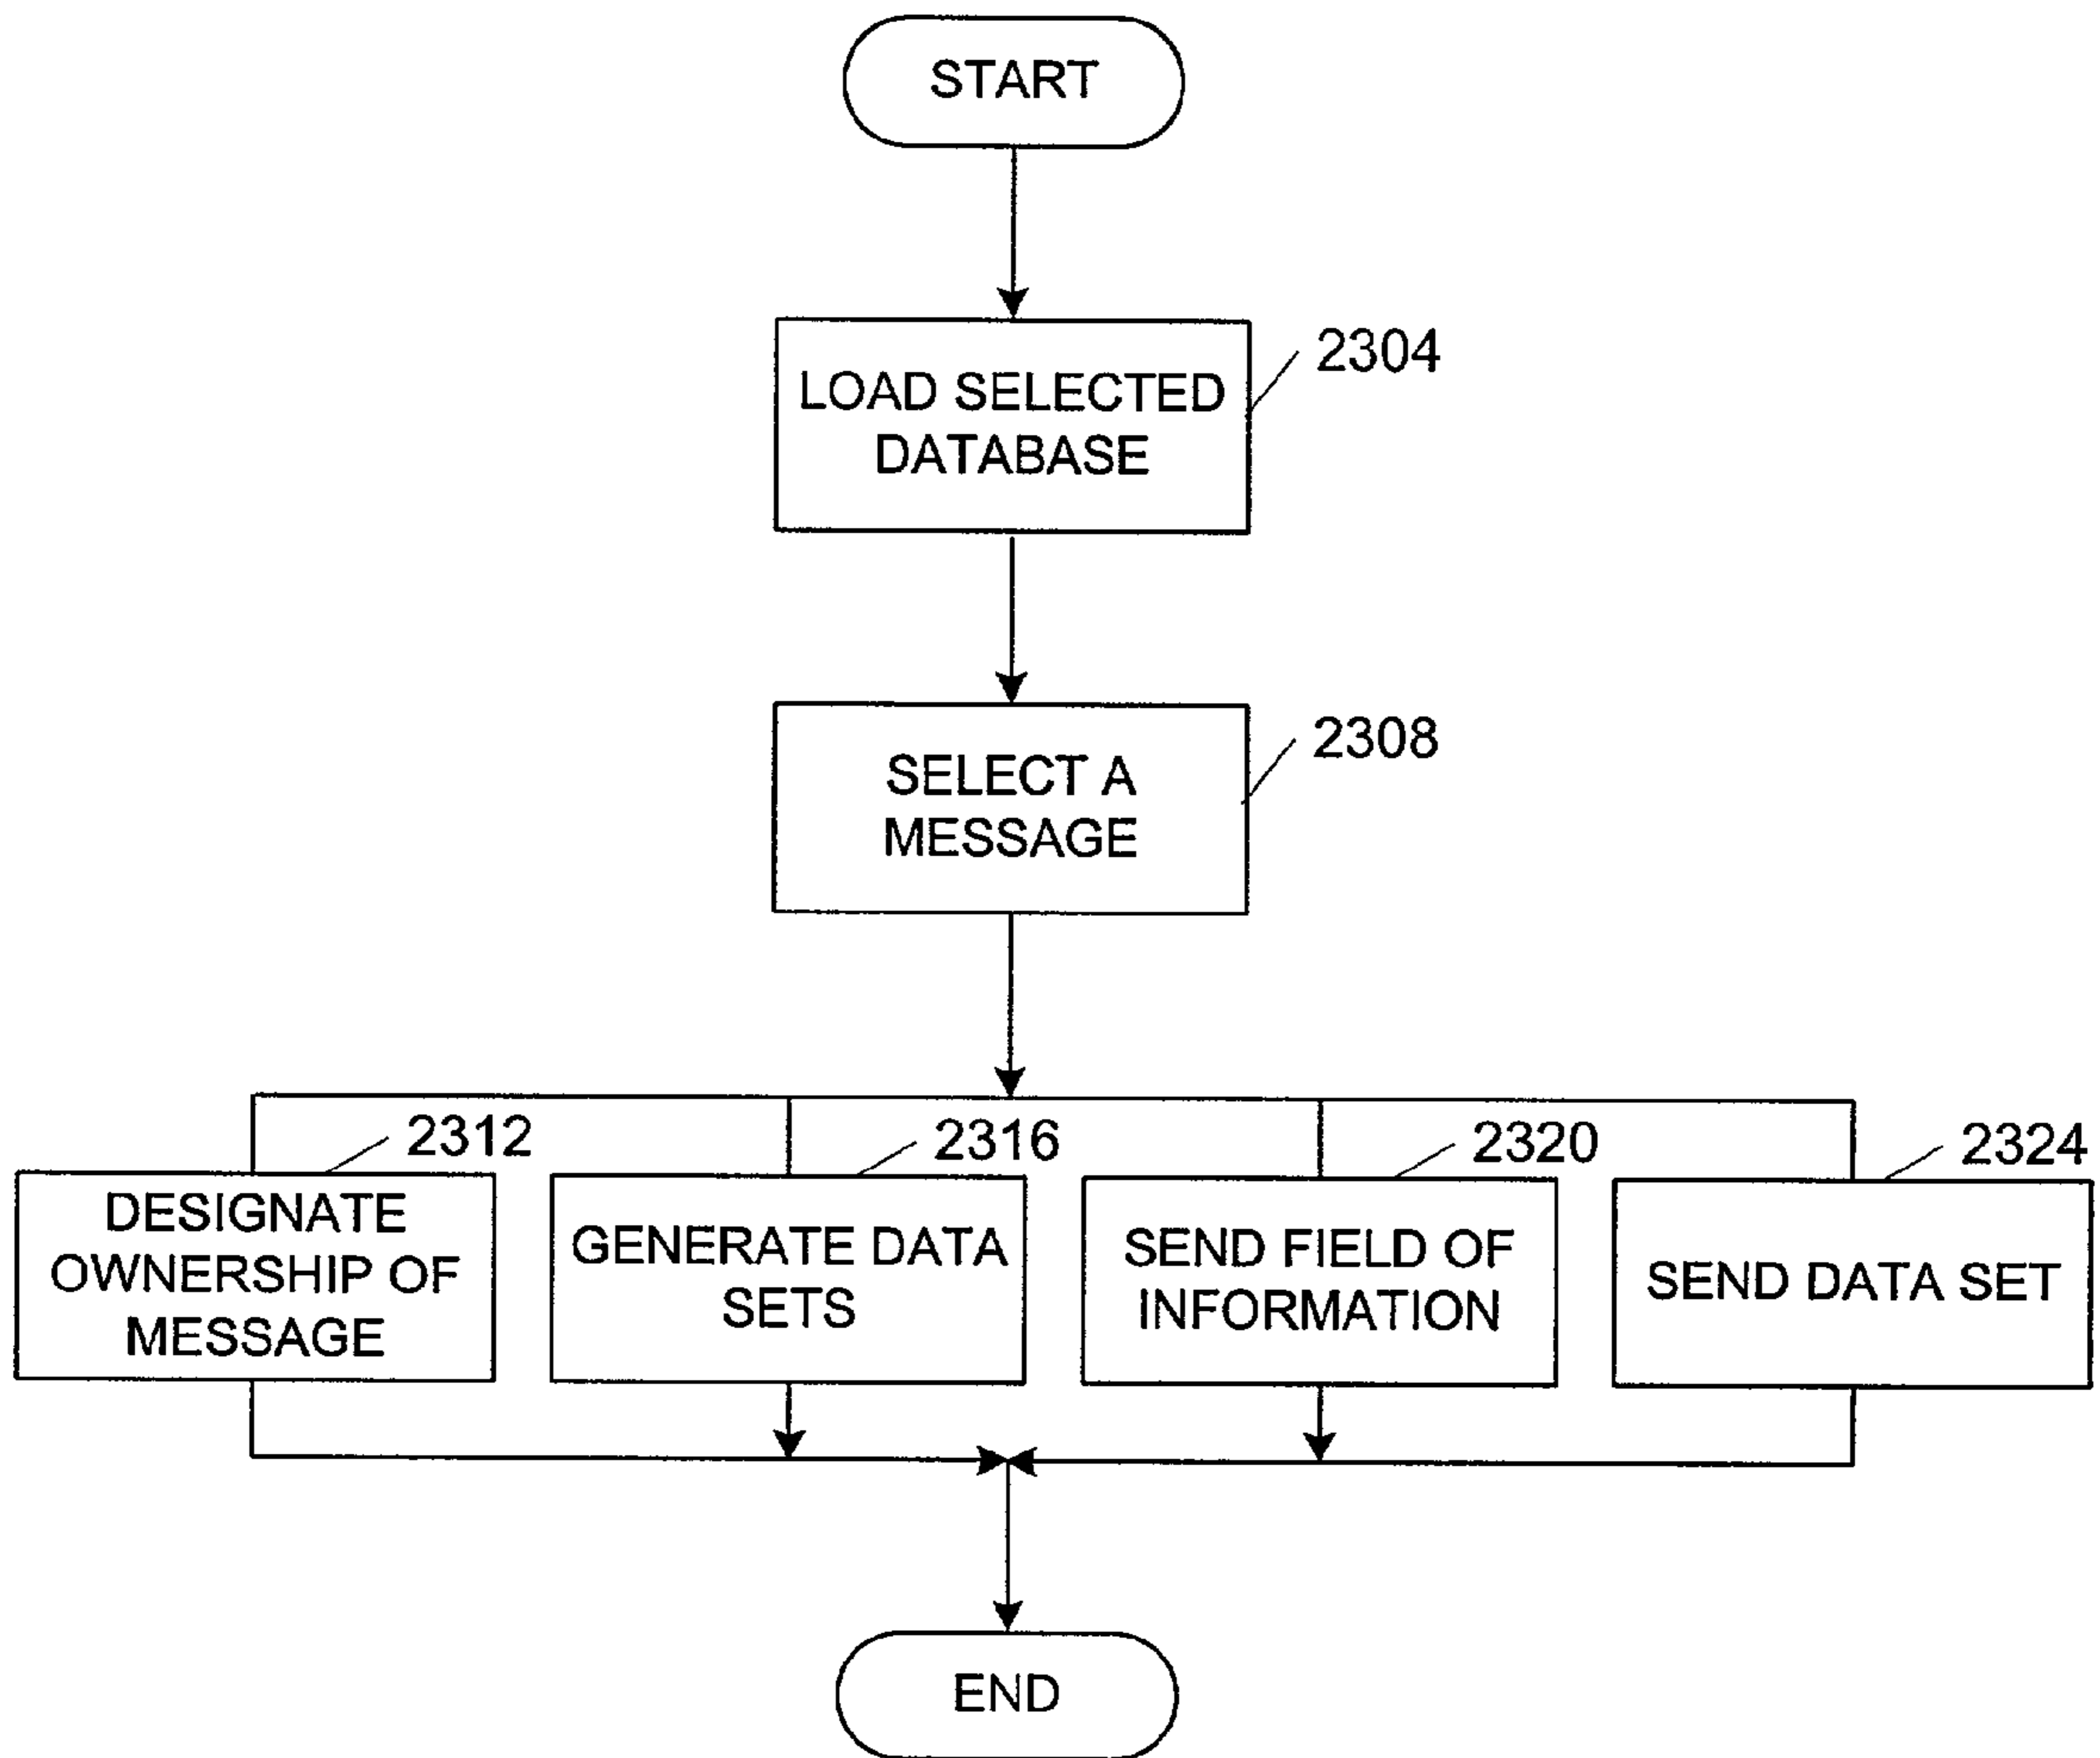 START
2304
LOAD SELECTED
DATABASE
2308
SELECT A
MESSAGE
2312
2316
2320
2324
DESIGNATE
OWNERSHIP OF
MESSAGE
GENERATE DATA
SETS
SEND FIELD OF
INFORMATION
SEND DATA SET
END